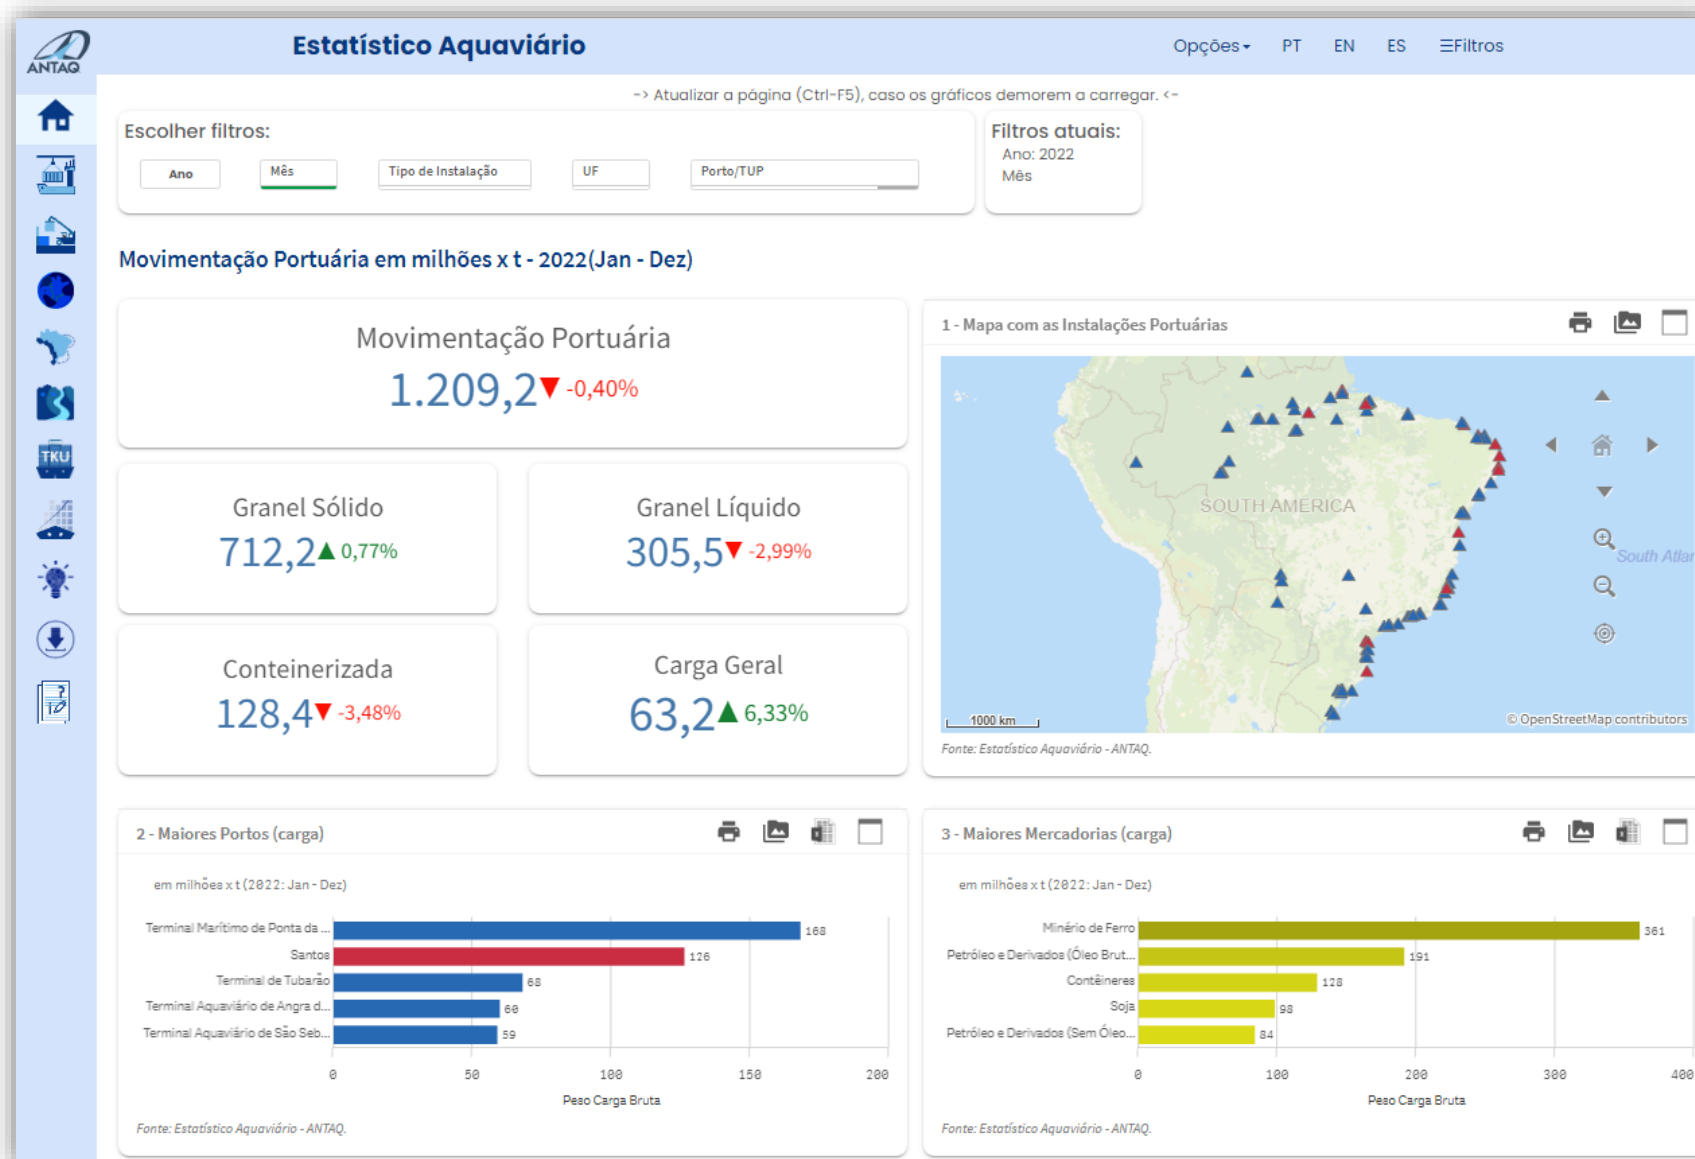 ANTAQ
Estatístico Aquaviário
Opções PT EN ES Filtros
-> Atualizar a página (Ctrl-F5), caso os gráficos demorem a carregar. <-
Escolher filtros:
Ano
Mês
Tipo de Instalação
UF
Porto/TUP
Filtros atuais:
Ano: 2022
Mês
Movimentação Portuária em milhões x t - 2022(Jan - Dez)
Movimentação Portuária
1.209,2 -0,40%
Granel Sólido
712,2 0,77%
Granel Líquido
305,5 -2,99%
TKU
Conteinerizada
128,4 -3,48%
Carga Geral
63,2 6,33%
1 - Mapa com as Instalações Portuárias
SOUTH AMERICA
South Atlan
1000 km
© OpenStreetMap contributors
Fonte: Estatístico Aquaviário - ANTAQ.
2 - Maiores Portos (carga)
em milhões x t (2022: Jan - Dez)
Terminal Marítimo de Ponta da ... 168
Santos 126
Terminal de Tubarão 68
Terminal Aquaviário de Angra d... 60
Terminal Aquaviário de São Seb... 59
0 50 100 150 200
Peso Carga Bruta
Fonte: Estatístico Aquaviário - ANTAQ.
3 - Maiores Mercadorias (carga)
em milhões x t (2022: Jan - Dez)
Minério de Ferro 361
Petróleo e Derivados (Óleo Brut... 191
Contêineres 128
Soja 98
Petróleo e Derivados (Sem Óleo... 84
0 100 200 300 400
Peso Carga Bruta
Fonte: Estatístico Aquaviário - ANTAQ.